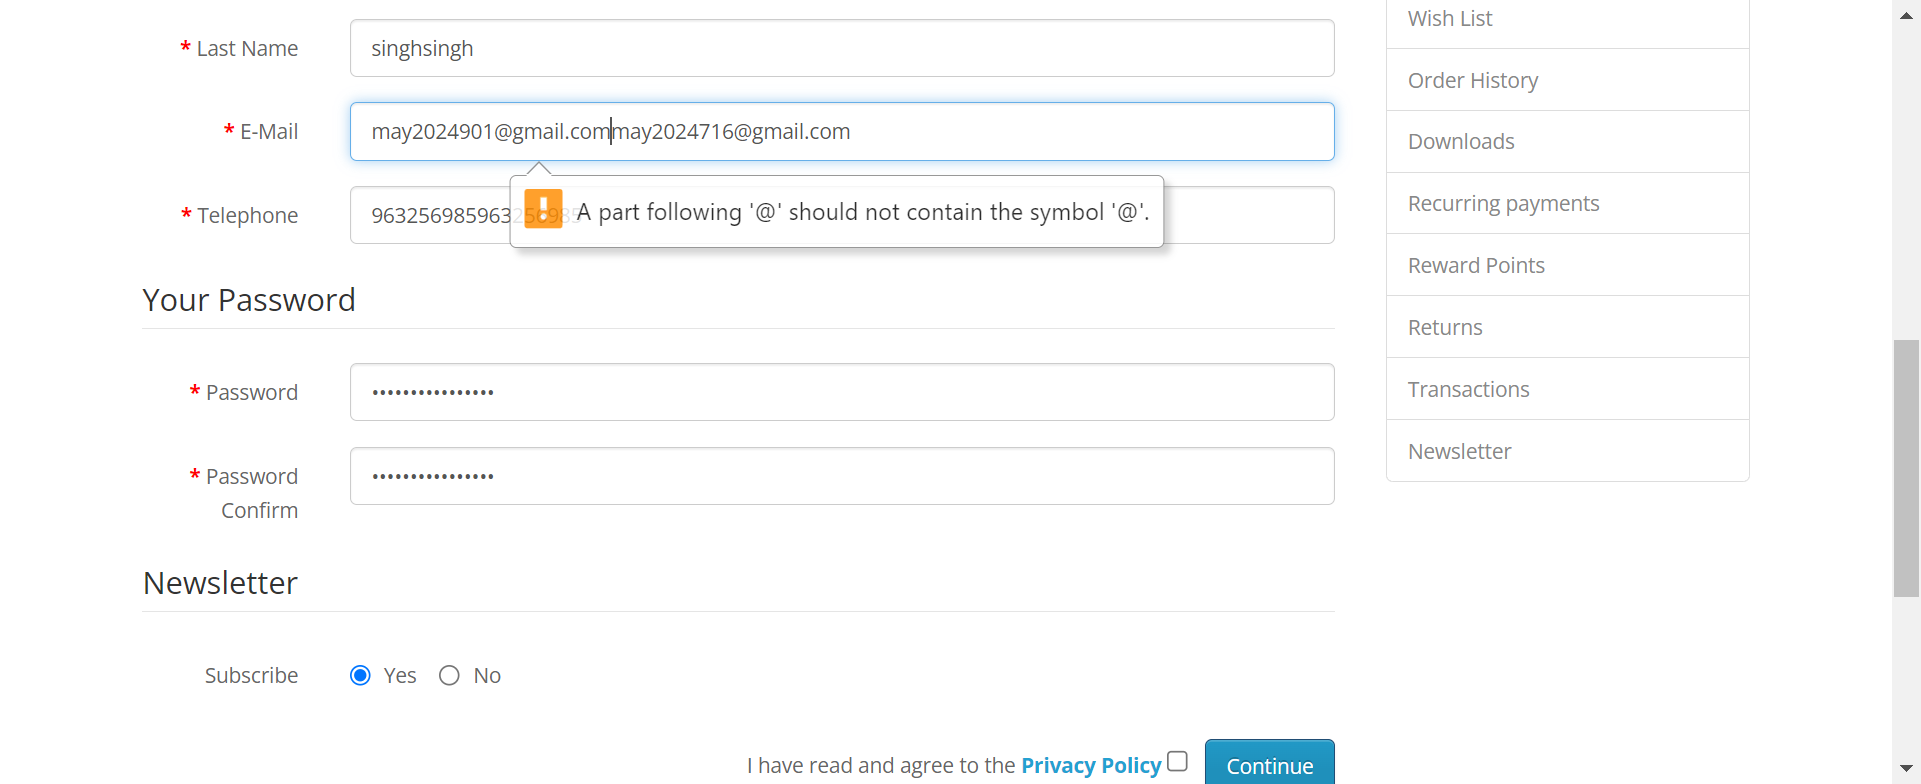 * Last Name
singhsingh
* E-Mail
may2024901@gmail.commay2024716@gmail.com
* Telephone
A part following '@' should not contain the symbol '@'.
Your Password
* Password
••••••••••••••••
* Password
Confirm
••••••••••••••••
Newsletter
Subscribe
Yes
No
I have read and agree to the Privacy Policy
Continue
Wish List
Order History
Downloads
Recurring payments
Reward Points
Returns
Transactions
Newsletter